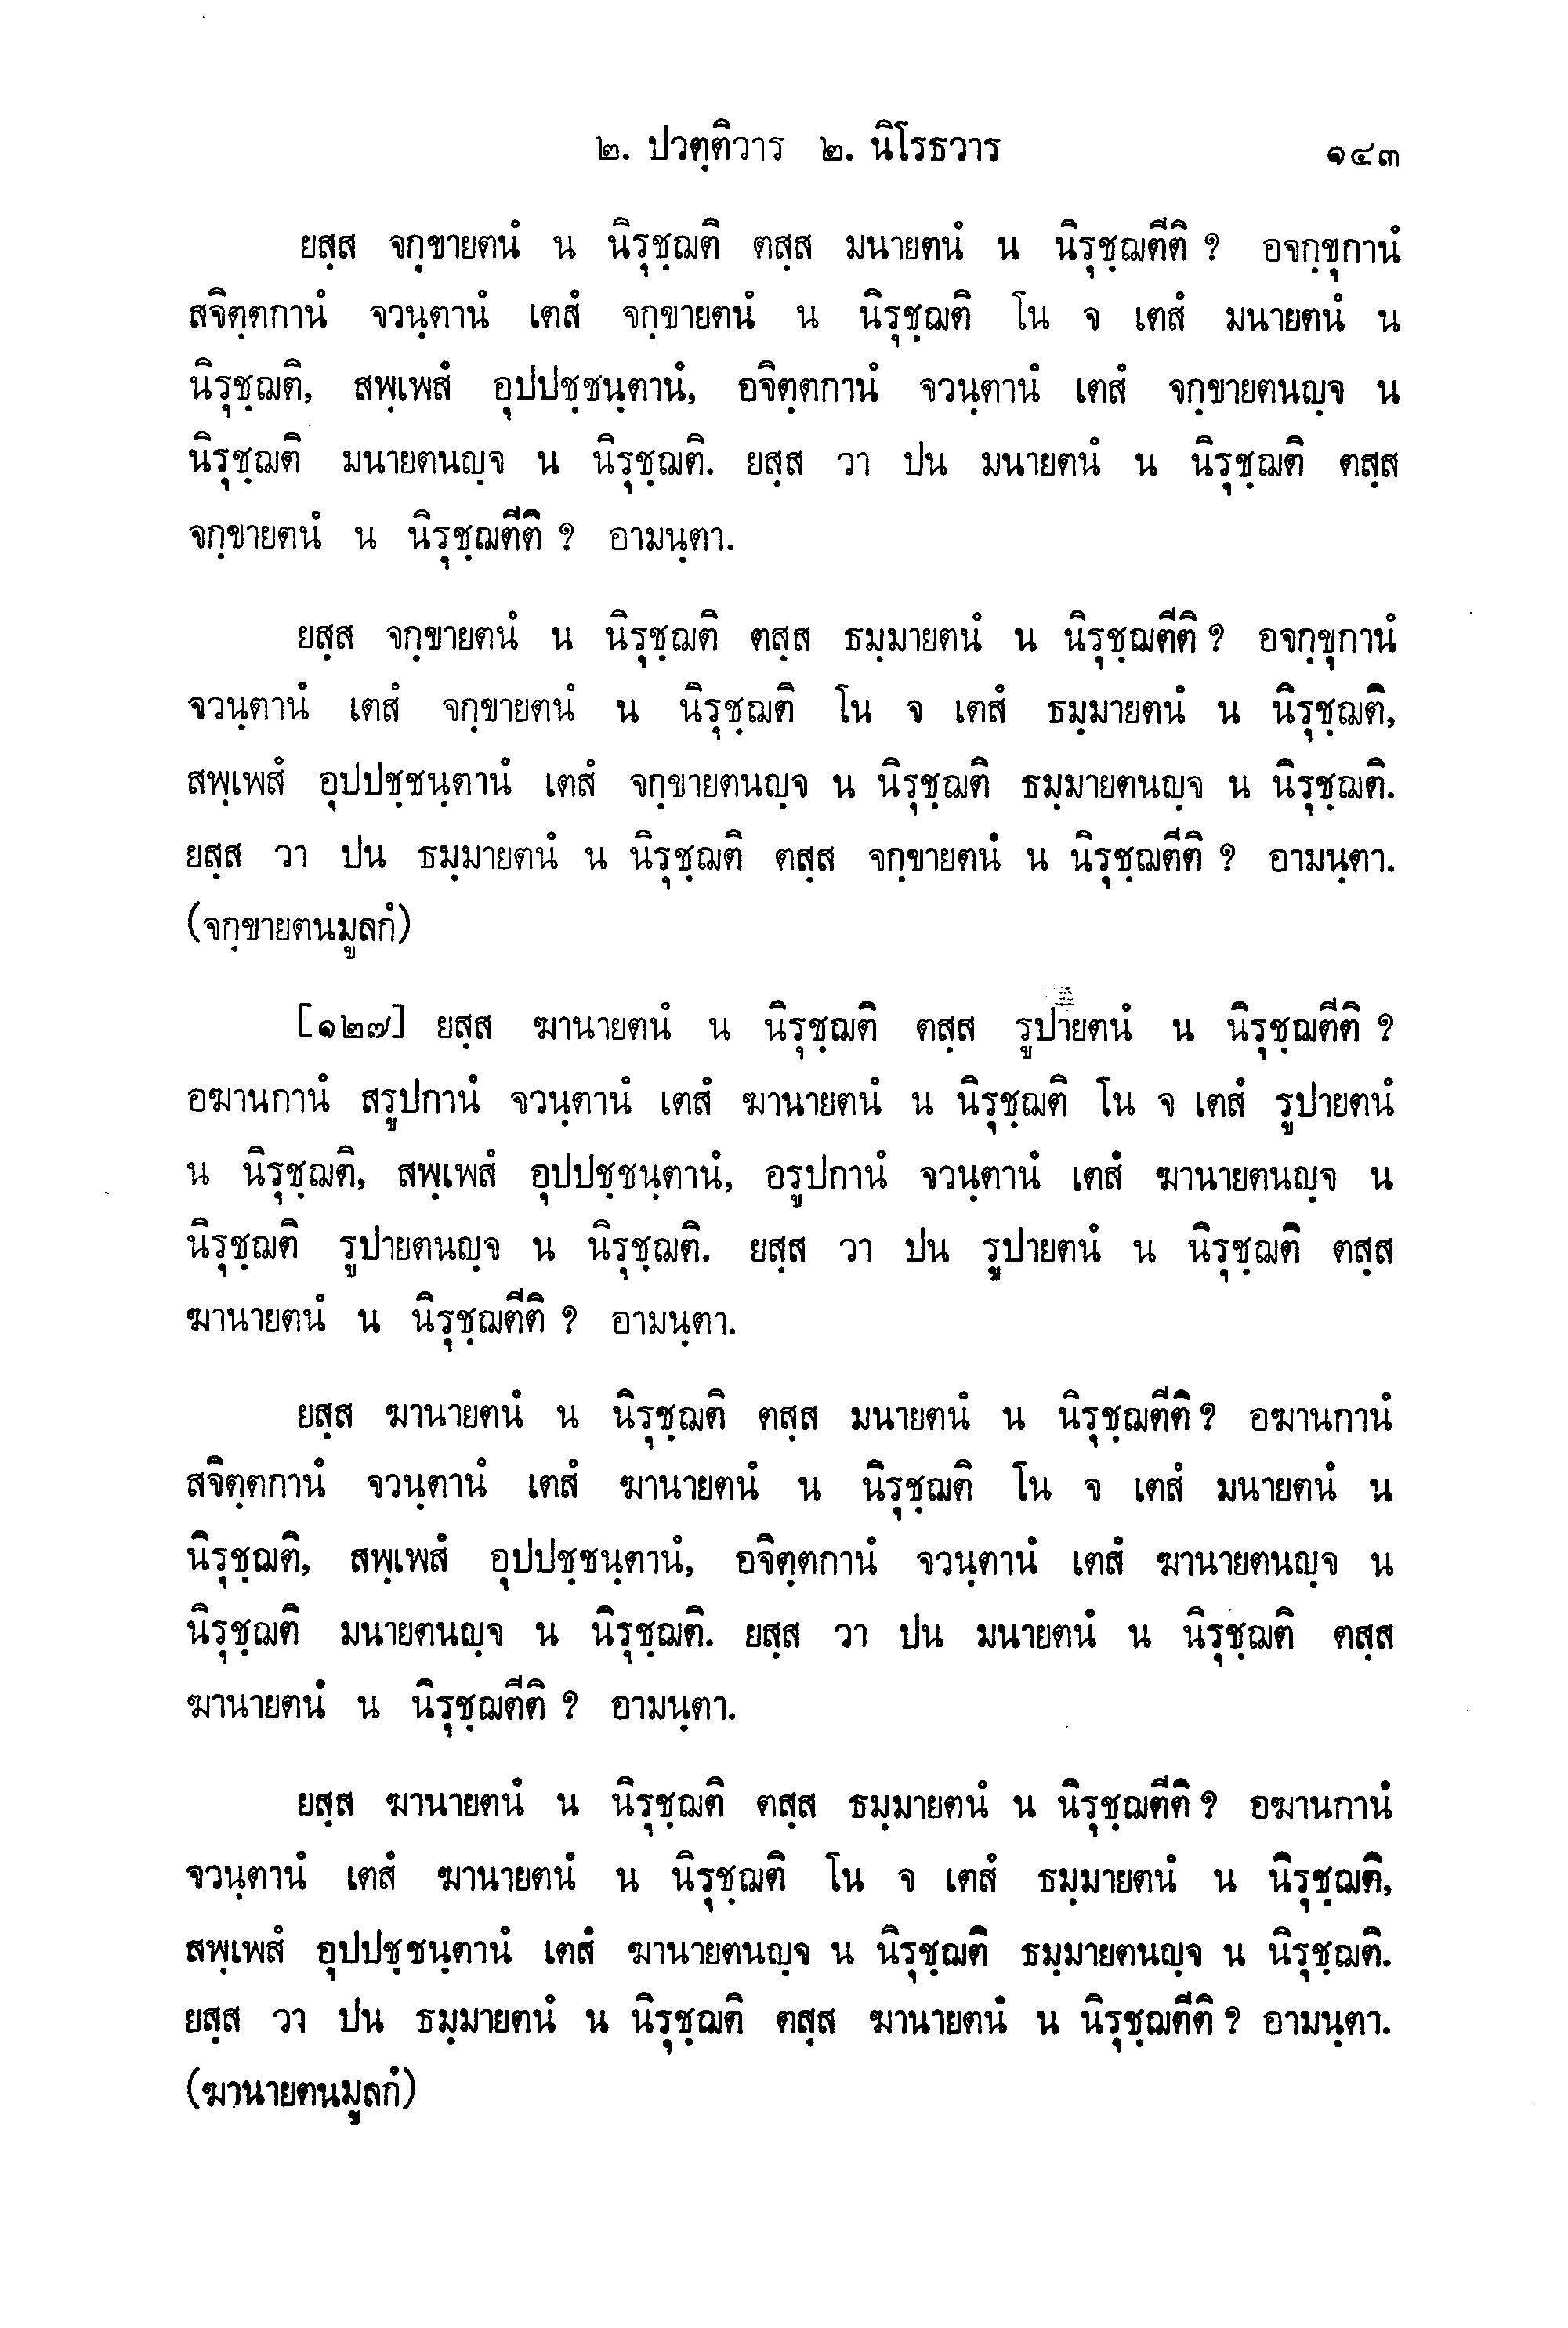 ๒. ปวตฺติวาร ๒. นิโรธวาร ๑๔๓
ยสฺส จกฺขายตนํ น นิรุชฺฌติ ตสฺส มนายตนํ น นิรุชฺฌตีติ ? อจกฺขุกานํ
สจิตฺตกานํ จวนฺตานํ เตสํ จกฺขายตนํ น นิรุชฺฌติ โน จ เตสํ มนายตนํ น
นิรุชฺฌติ, สพฺเพสํ อุปปชฺชนฺตานํ, อจิตฺตกานํ จวนฺตานํ เตสํ จกฺขายตนญฺจ น
นิรุชฺฌติ มนายตนญฺจ น นิรุชฺฌติ. ยสฺส วา ปน มนายตนํ น นิรุชฺฌติ ตสฺส
จกฺขายตนํ น นิรุชฺฌตีติ ? อามนฺตา.
ยสฺส จกฺขายตนํ น นิรุชฺฌติ ตสฺส ธมฺมายตนํ น นิรุชฺฌตีติ ? อจกฺขุกานํ
จวนฺตานํ เตสํ จกฺขายตนํ น นิรุชฺฌติ โน จ เตสํ ธมฺมายตนํ น นิรุชฺฌติ,
สพฺเพสํ อุปปชฺชนฺตานํ เตสํ จกฺขายตนญฺจ น นิรุชฺฌติ ธมฺมายตนญฺจ น นิรุชฺฌติ.
ยสฺส วา ปน ธมฺมายตนํ น นิรุชฺฌติ ตสฺส จกฺขายตนํ น นิรุชฺฌตีติ ? อามนฺตา.
(จกฺขายตนมูลกํ)
[๑๒๗] ยสฺส ฆานายตนํ น นิรุชฺฌติ ตสฺส รูปายตนํ น นิรุชฺฌตีติ ?
อฆานกานํ สรูปกานํ จวนฺตานํ เตสํ ฆานายตนํ น นิรุชฺฌติ โน จ เตสํ รูปายตนํ
น นิรุชฺฌติ, สพฺเพสํ อุปปชฺชนฺตานํ, อรูปกานํ จวนฺตานํ เตสํ ฆานายตนญฺจ น
นิรุชฺฌติ รูปายตนญฺจ น นิรุชฺฌติ. ยสฺส วา ปน รูปายตนํ น นิรุชฺฌติ ตสฺส
ฆานายตนํ น นิรุชฺฌตีติ ? อามนฺตา.
ยสฺส ฆานายตนํ น นิรุชฺฌติ ตสฺส มนายตนํ น นิรุชฺฌตีติ ? อฆานกานํ
สจิตฺตกานํ จวนฺตานํ เตสํ ฆานายตนํ น นิรุชฺฌติ โน จ เตสํ มนายตนํ น
นิรุชฺฌติ, สพฺเพสํ อุปปชฺชนฺตานํ, อจิตฺตกานํ จวนฺตานํ เตสํ ฆานายตนญฺจ น
นิรุชฺฌติ มนายตนญฺจ น นิรุชฺฌติ. ยสฺส วา ปน มนายตนํ น นิรุชฺฌติ ตสฺส
ฆานายตนํ น นิรุชฺฌตีติ ? อามนฺตา.
ยสฺส ฆานายตนํ น นิรุชฺฌติ ตสฺส ธมฺมายตนํ น นิรุชฺฌตีติ ? อฆานกานํ
จวนฺตานํ เตสํ ฆานายตนํ น นิรุชฺฌติ โน จ เตสํ ธมฺมายตนํ น นิรุชฺฌติ,
สพฺเพสํ อุปปชฺชนฺตานํ เตสํ ฆานายตนญฺจ น นิรุชฺฌติ ธมฺมายตนญฺจ น นิรุชฺฌติ.
ยสฺส วา ปน ธมฺมายตนํ น นิรุชฺฌติ ตสฺส ฆานายตนํ น นิรุชฺฌตีติ ? อามนฺตา.
(ฆานายตนมูลกํ)